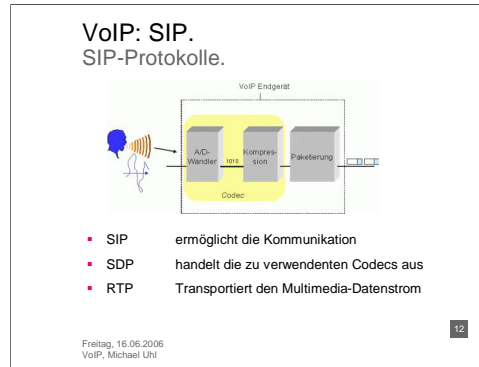 VoIP: SIP.
SIP-Protokolle.
VoIP Endgerät
A/D-
Wandler
1010
Kompres-
sion
Paketierung
Codec
SIP ermöglicht die Kommunikation
SDP handelt die zu verwendenten Codecs aus
RTP Transportiert den Multimedia-Datenstrom
12
Freitag, 16.06.2006
VoIP, Michael Uhl